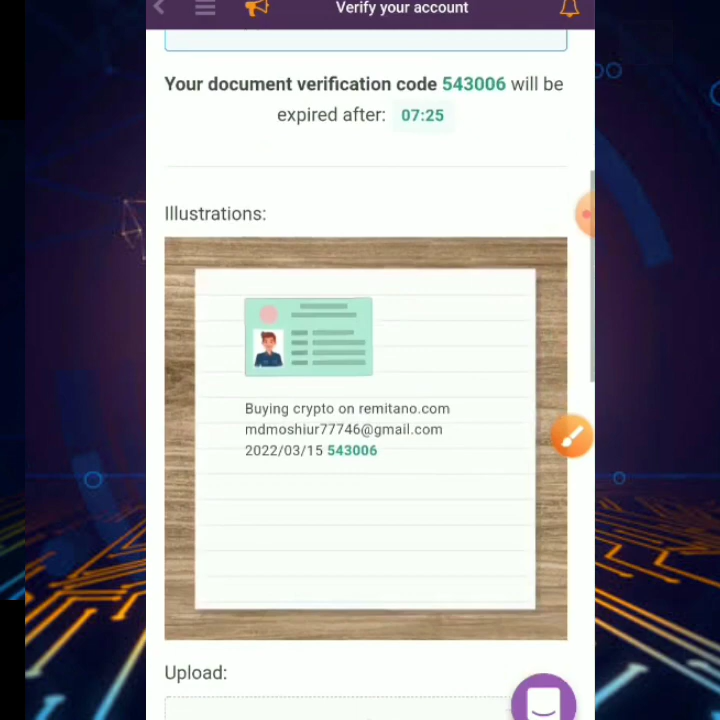 Verify your account
Your document verification code 543006 will be
expired after: 07:25
Illustrations:
Buying crypto on remitano.com
mdmoshiur77746@gmail.com
2022/03/15 543006
Upload: